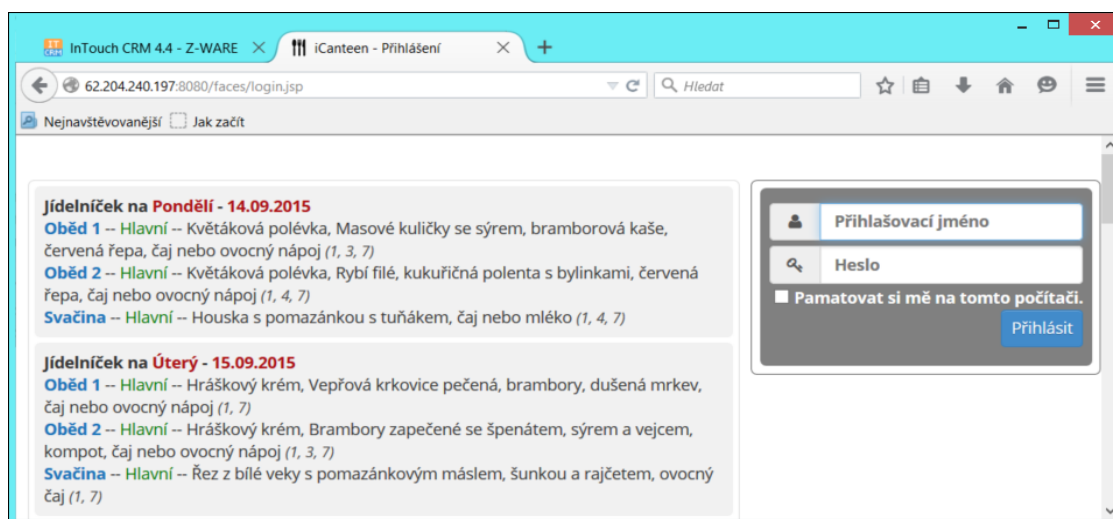 InTouch CRM 4.4 - Z-WARE
iCanteen - Přihlášení
62.204.240.197:8080/faces/login.jsp
Hledat
Nejnavštěvovanější
Jak začít
Jídelníček na Pondělí - 14.09.2015
Oběd 1 -- Hlavní -- Květáková polévka, Masové kuličky se sýrem, bramborová kaše,
červená řepa, čaj nebo ovocný nápoj (1, 3, 7)
Oběd 2 -- Hlavní -- Květáková polévka, Rybí filé, kukuřičná polenta s bylinkami, červená
řepa, čaj nebo ovocný nápoj (1, 4, 7)
Svačina -- Hlavní -- Houska s pomazánkou s tuňákem, čaj nebo mléko (1, 4, 7)
Jídelníček na Úterý - 15.09.2015
Oběd 1 -- Hlavní -- Hráškový krém, Vepřová krkovice pečená, brambory, dušená mrkev,
čaj nebo ovocný nápoj (1, 7)
Oběd 2 -- Hlavní -- Hráškový krém, Brambory zapečené se špenátem, sýrem a vejcem,
kompot, čaj nebo ovocný nápoj (1, 3, 7)
Svačina -- Hlavní -- Řez z bílé veky s pomazánkovým máslem, šunkou a rajčetem, ovocný
čaj (1, 7)
Přihlašovací jméno
Heslo
Pamatovat si mě na tomto počítači.
Přihlásit